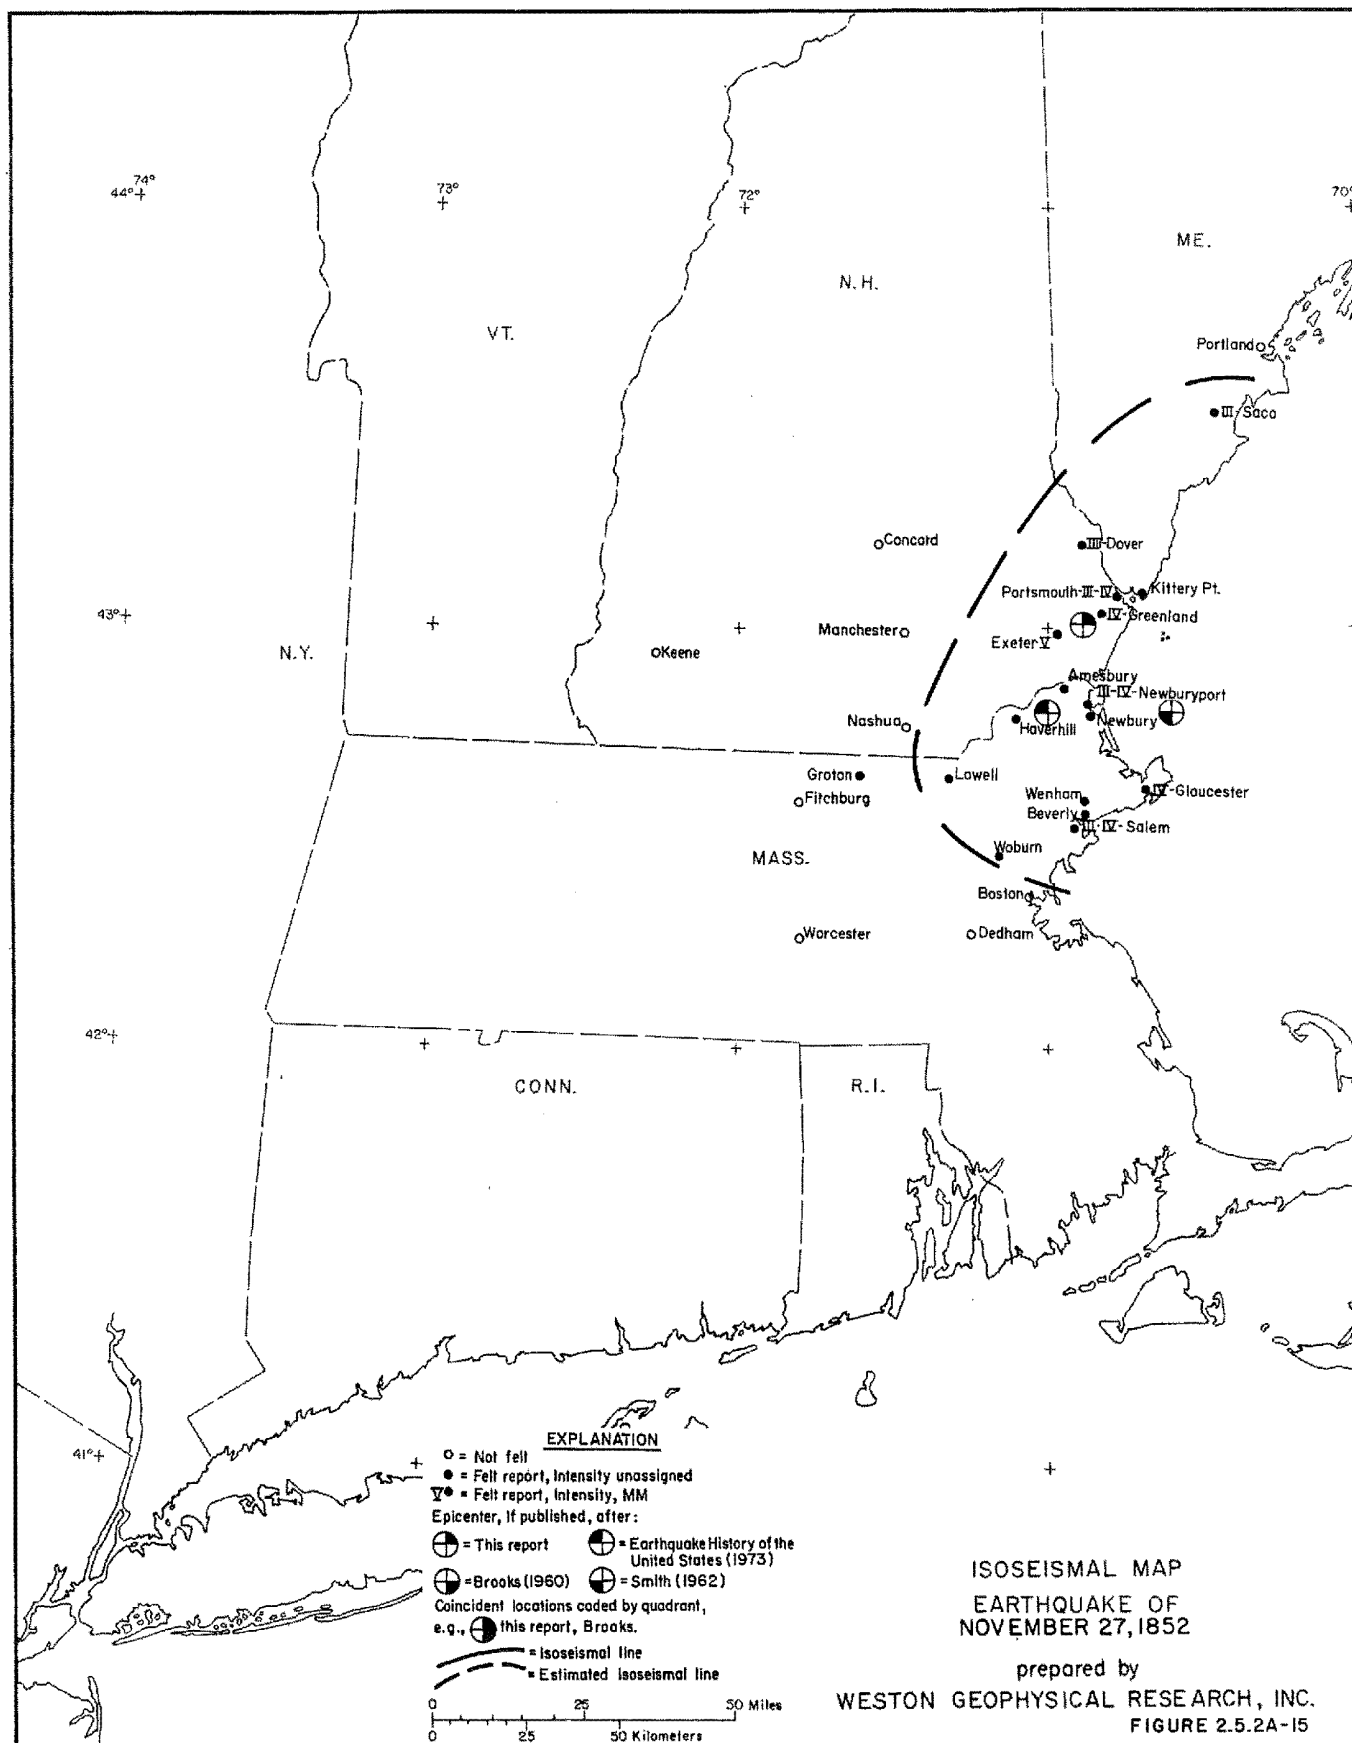 74°
44°
73°
72°
70°
ME.
N.H.
VT.
Portland
III-Saco
Concord
III-Dover
Portsmouth-III-IV
Kittery Pt.
43°
IV-Greenland
Manchester
Exeter V
N.Y.
Keene
Amesbury
III-IV-Newburyport
Nashua
Haverhill
Newbury
Groton
Lowell
Fitchburg
Wenham
IV-Gloucester
Beverly
III-IV-Salem
Woburn
MASS.
Boston
Worcester
Dedham
42°
CONN.
R.I.
41°
EXPLANATION
= Not felt
= Felt report, Intensity unassigned
V = Felt report, Intensity, MM
Epicenter, if published, after:
= This report
= Earthquake History of the
United States (1973)
= Brooks (1960)
= Smith (1962)
Coincident locations coded by quadrant,
e.g., this report, Brooks.
= Isoseismal line
= Estimated Isoseismal line
0 25 50 Miles
0 25 50 Kilometers
ISOSEISMAL MAP
EARTHQUAKE OF
NOVEMBER 27, 1852
prepared by
WESTON GEOPHYSICAL RESEARCH, INC.
FIGURE 2.5.2A-15